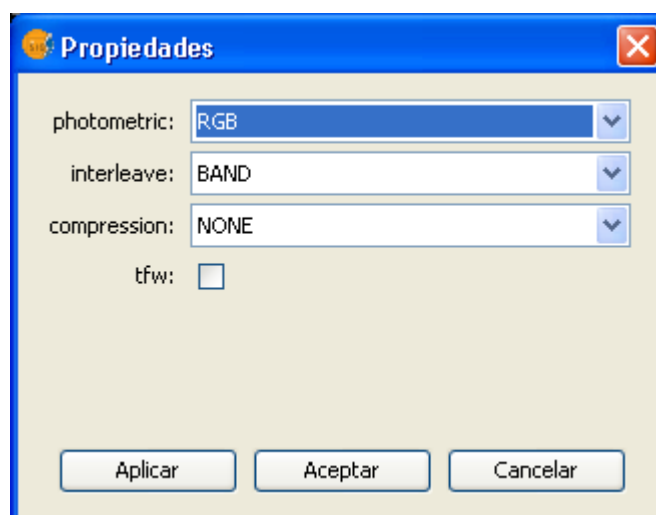 Propiedades
photometric: RGB
interleave: BAND
compression: NONE
tfw:
Aplicar Aceptar Cancelar